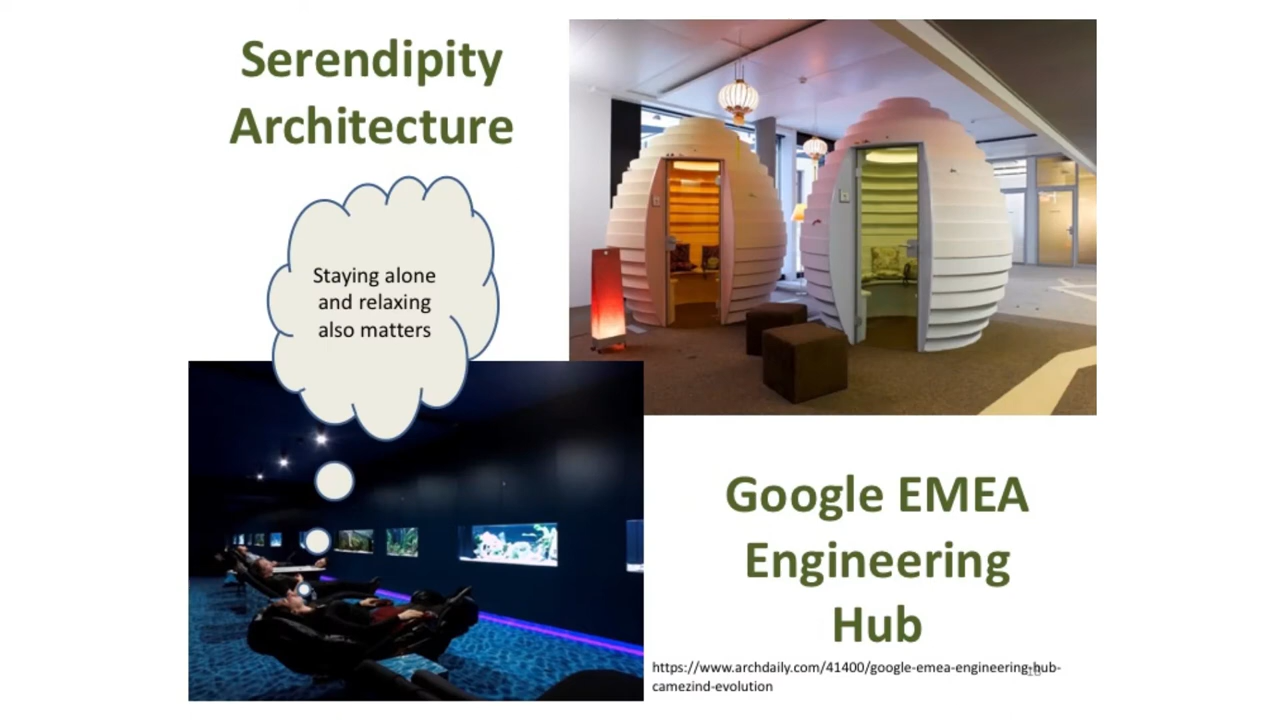 Serendipity
Architecture
Staying alone
and relaxing
also matters
Google EMEA
Engineering
Hub
https://www.archdaily.com/41400/google-emea-engineering-hub-
camezind-evolution